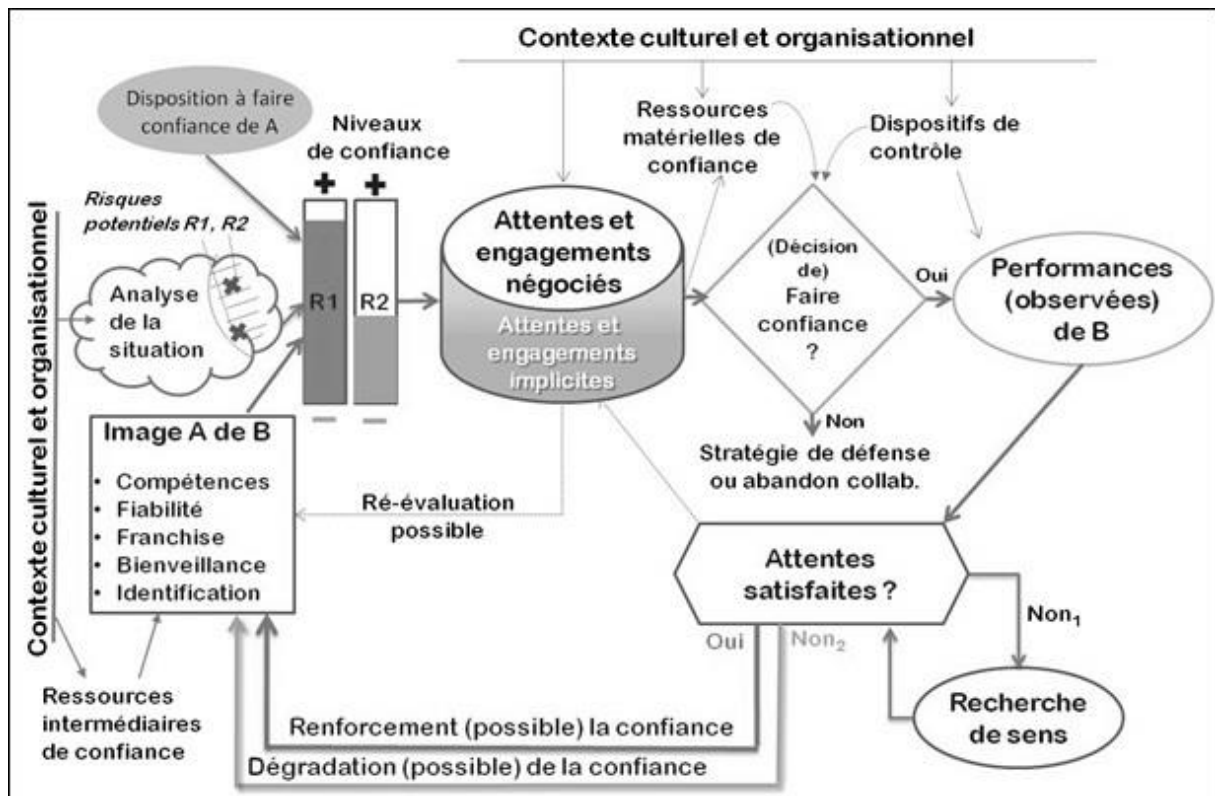 Contexte culturel et organisationnel
Disposition à faire
confiance de A
Niveaux
de confiance
Ressources
matérielles de
confiance
Dispositifs de
contrôle
Contexte culturel et organisationnel
Risques
potentiels R1, R2
Analyse
de la
situation
+
+
R1
R2
–
–
Attentes et
engagements
négociés
Attentes et
engagements
implicites
(Décision
de)
Faire
confiance
?
Oui
Performances
(observées)
de B
Non
Stratégie de défense
ou abandon collab.
Image A de B
• Compétences
• Fiabilité
• Franchise
• Bienveillance
• Identification
Ré-évaluation
possible
Attentes
satisfaites ?
Oui
Non2
Non1
Recherche
de sens
Ressources
intermédiaires
de confiance
Renforcement (possible) la confiance
Dégradation (possible) de la confiance